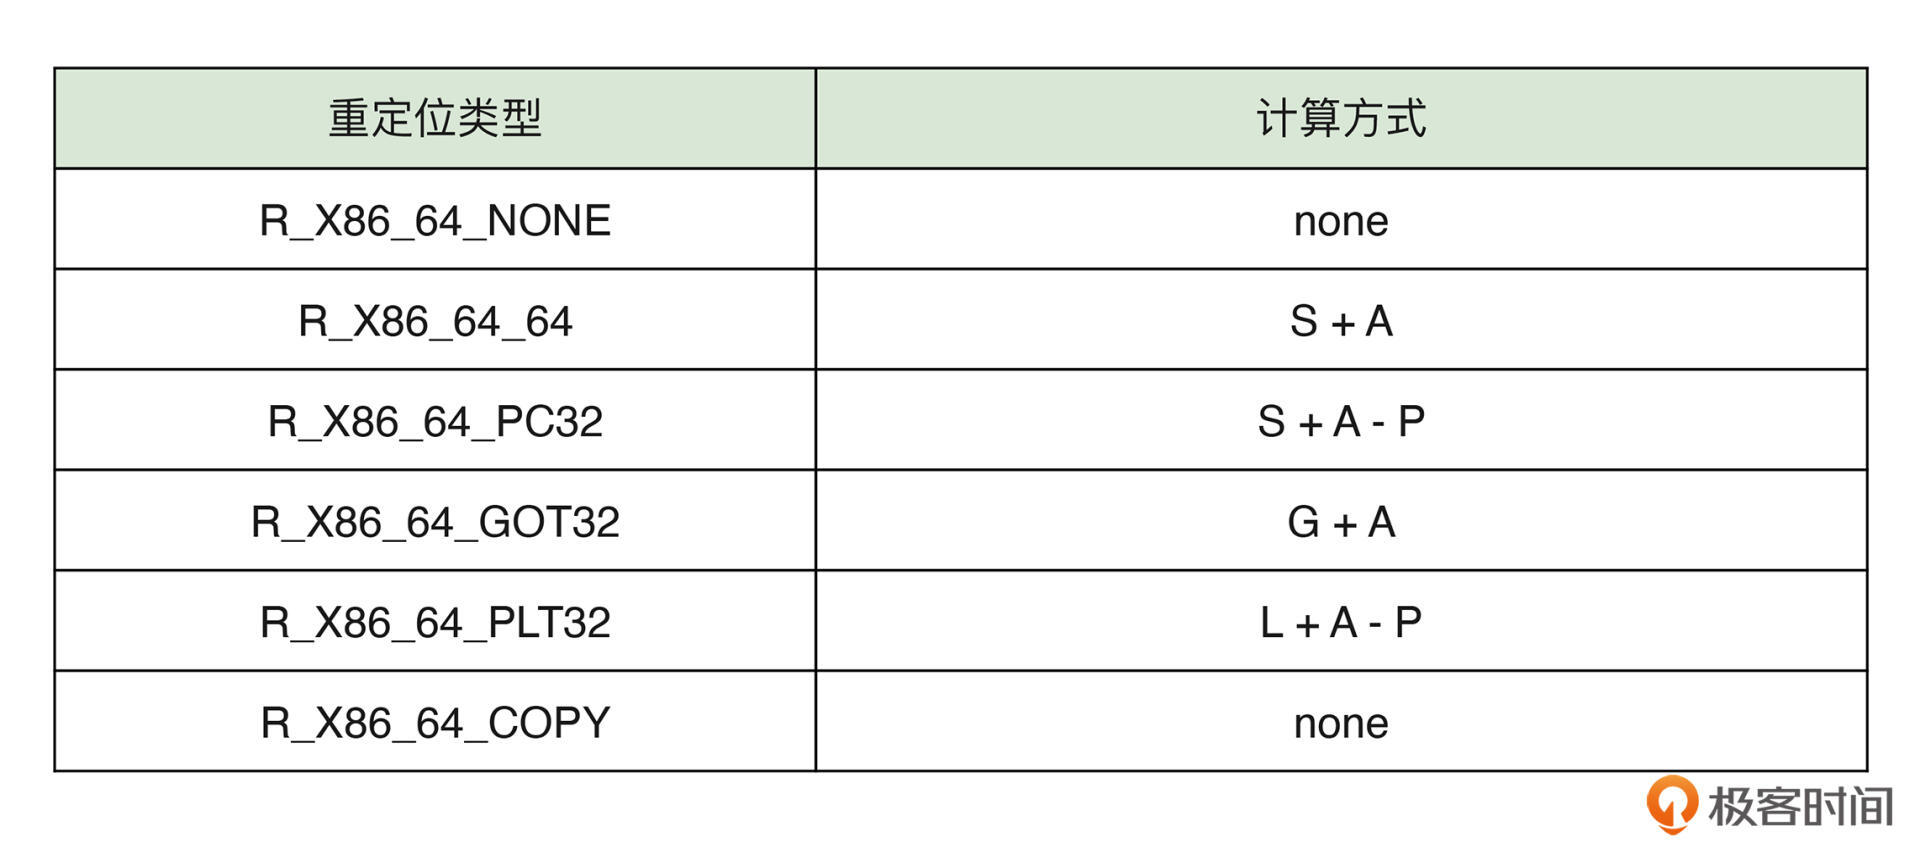 重定位类型 计算方式
R_X86_64_NONE none
R_X86_64_64 S + A
R_X86_64_PC32 S + A - P
R_X86_64_GOT32 G + A
R_X86_64_PLT32 L + A - P
R_X86_64_COPY none
极客时间